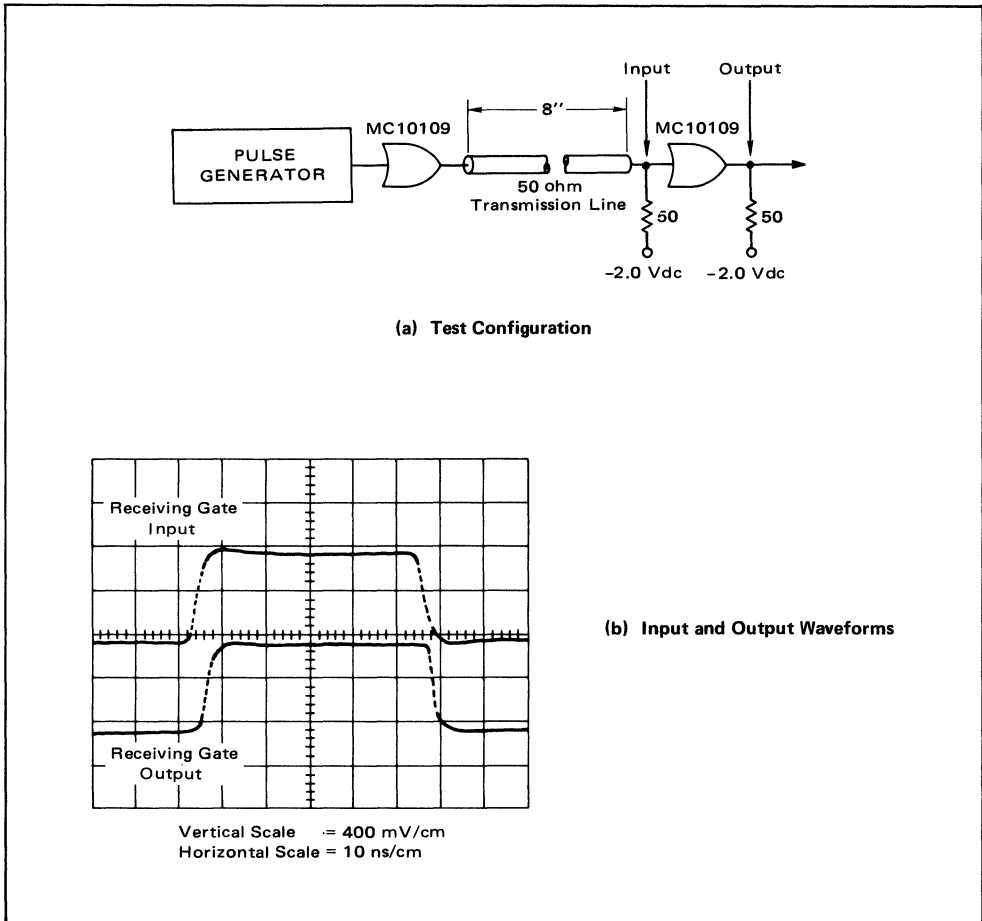 Input
Output
8''
MC10109
MC10109
PULSE
GENERATOR
50 ohm
Transmission Line
50
50
-2.0 Vdc
-2.0 Vdc
(a) Test Configuration
Receiving Gate
Input
(b) Input and Output Waveforms
Receiving Gate
Output
Vertical Scale = 400 mV/cm
Horizontal Scale = 10 ns/cm